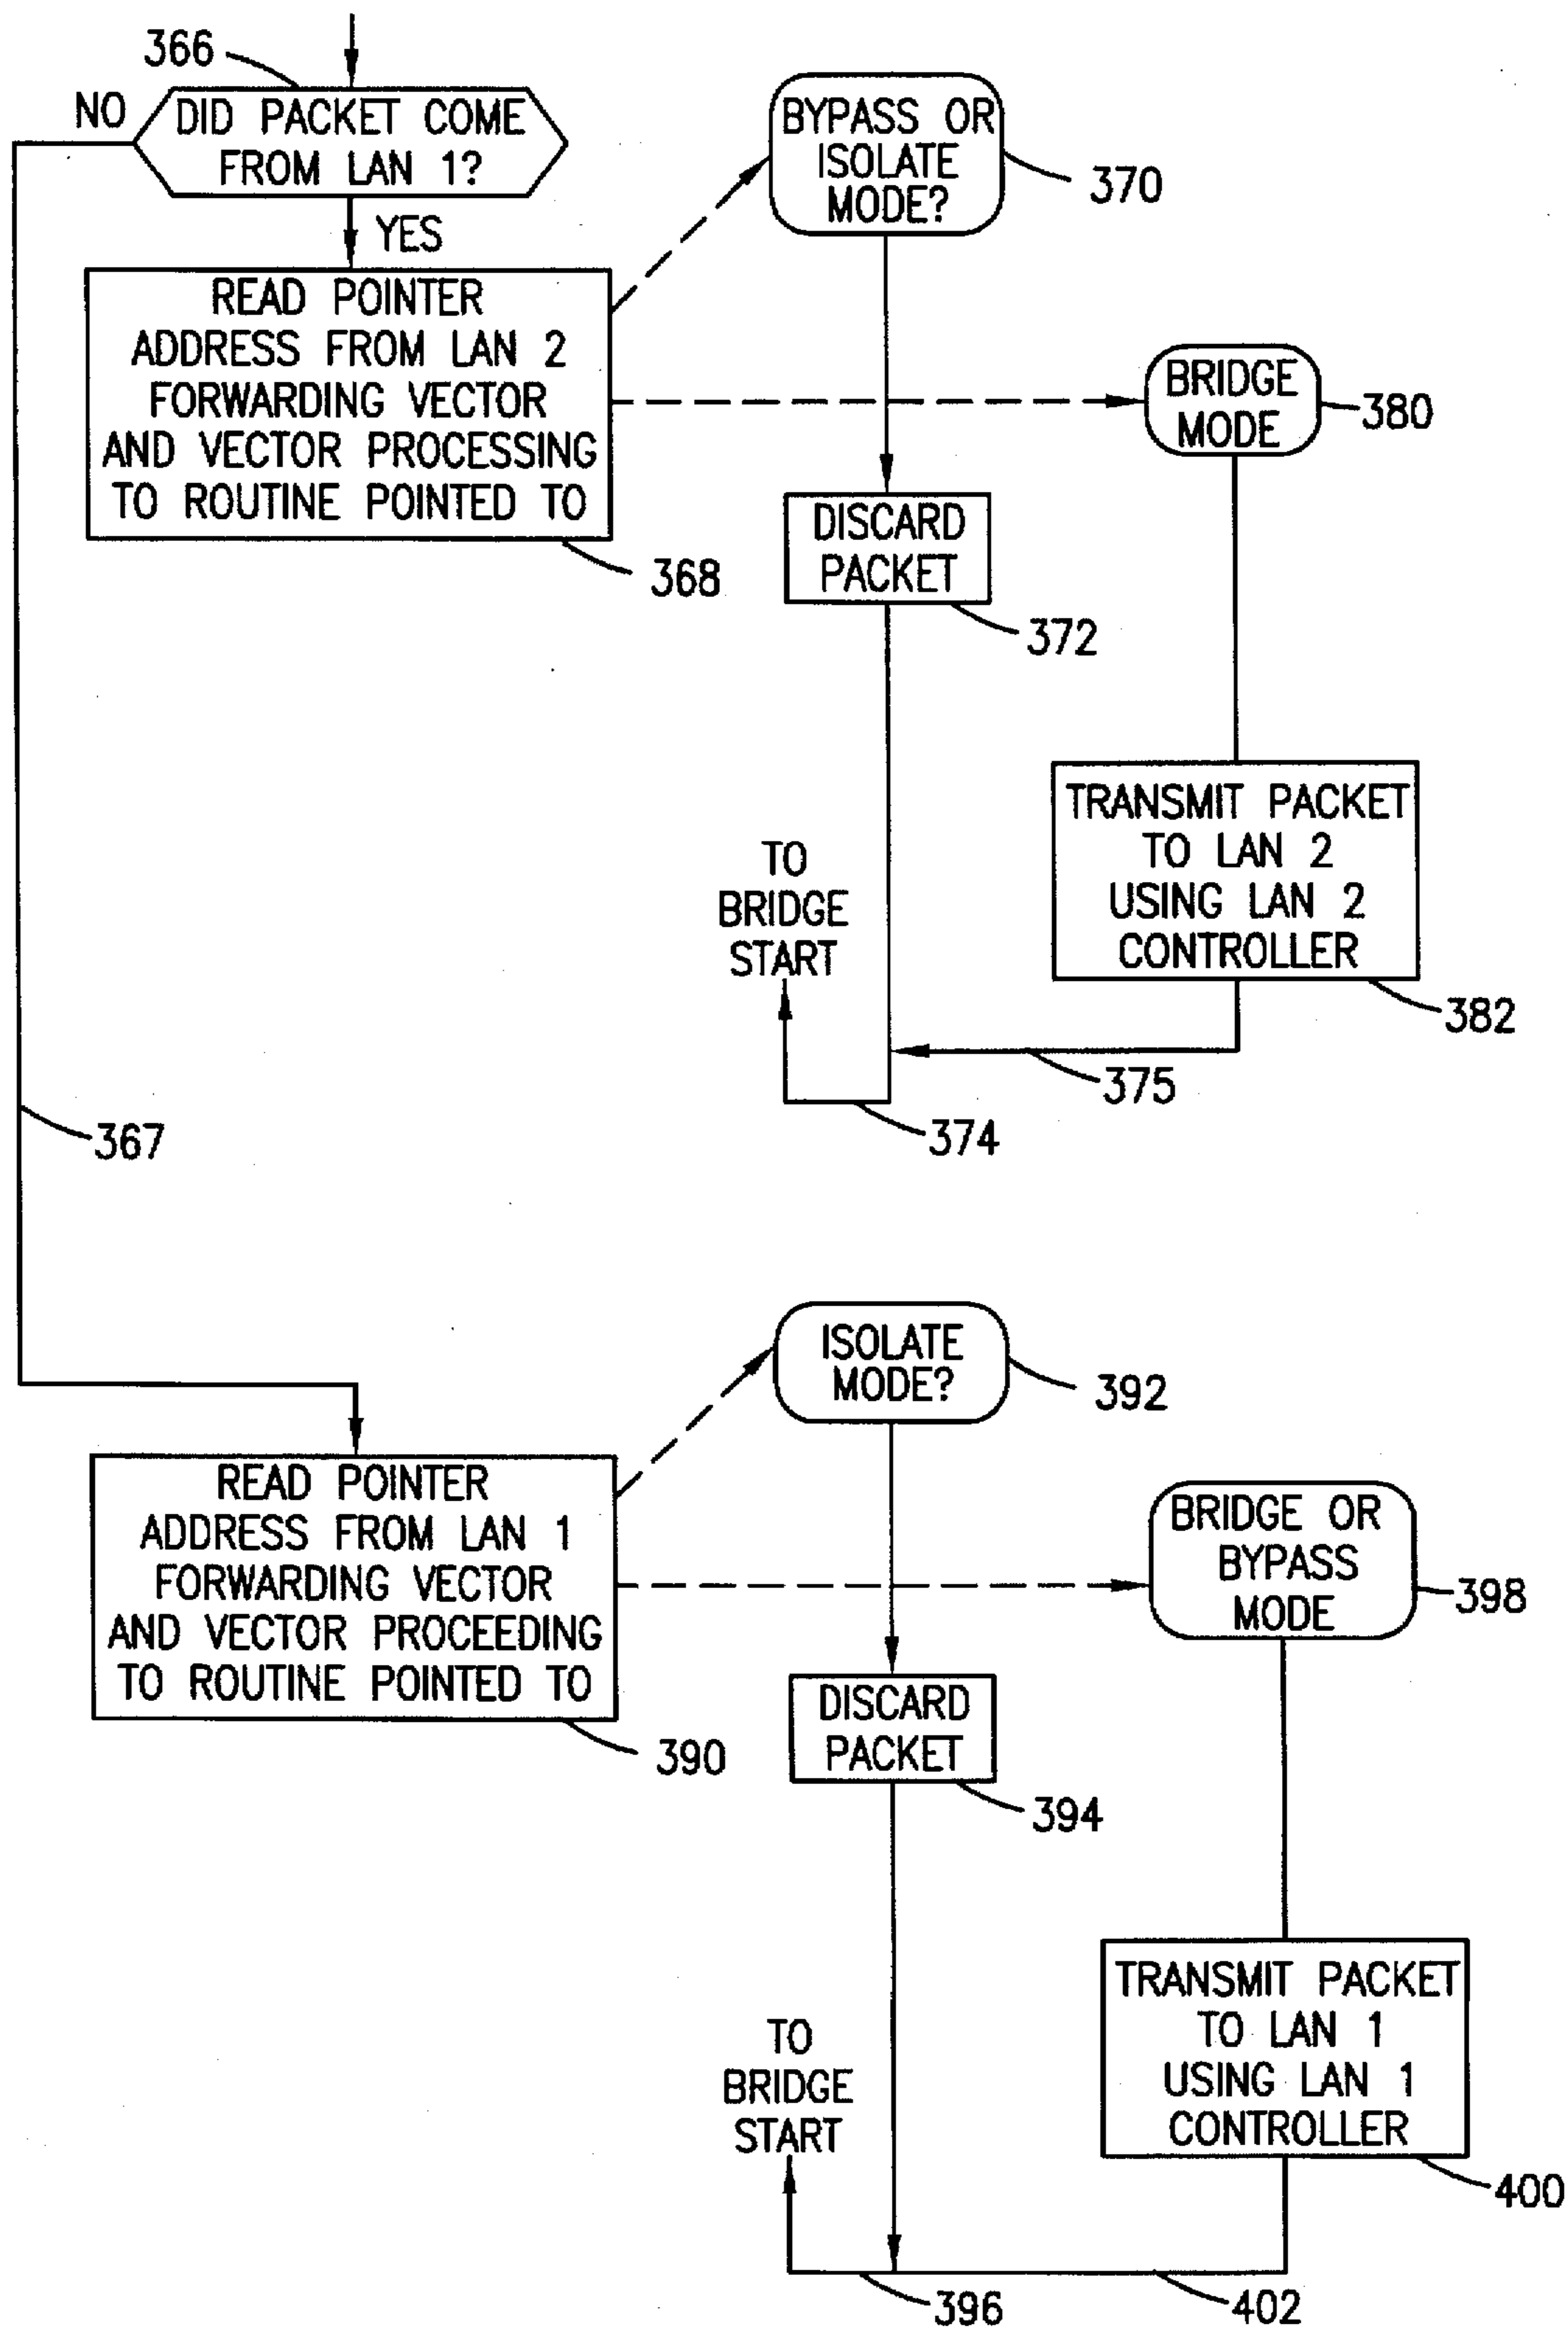 366
NO
DID PACKET COME
FROM LAN 1?
YES
READ POINTER
ADDRESS FROM LAN 2
FORWARDING VECTOR
AND VECTOR PROCESSING
TO ROUTINE POINTED TO
368
BYPASS OR
ISOLATE
MODE?
370
BRIDGE
MODE
380
DISCARD
PACKET
372
TRANSMIT PACKET
TO LAN 2
USING LAN 2
CONTROLLER
382
TO
BRIDGE
START
375
374
367
ISOLATE
MODE?
392
READ POINTER
ADDRESS FROM LAN 1
FORWARDING VECTOR
AND VECTOR PROCEEDING
TO ROUTINE POINTED TO
390
BRIDGE OR
BYPASS
MODE
398
DISCARD
PACKET
394
TRANSMIT PACKET
TO LAN 1
USING LAN 1
CONTROLLER
400
TO
BRIDGE
START
396
402